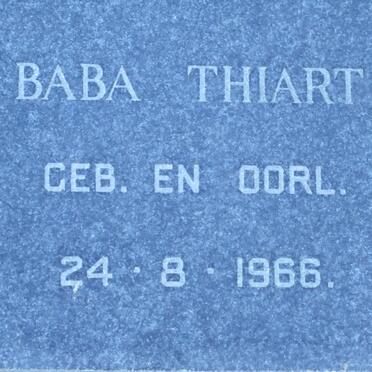 BABA THIART
GEB. EN OORL.
24 · 8 · 1966.